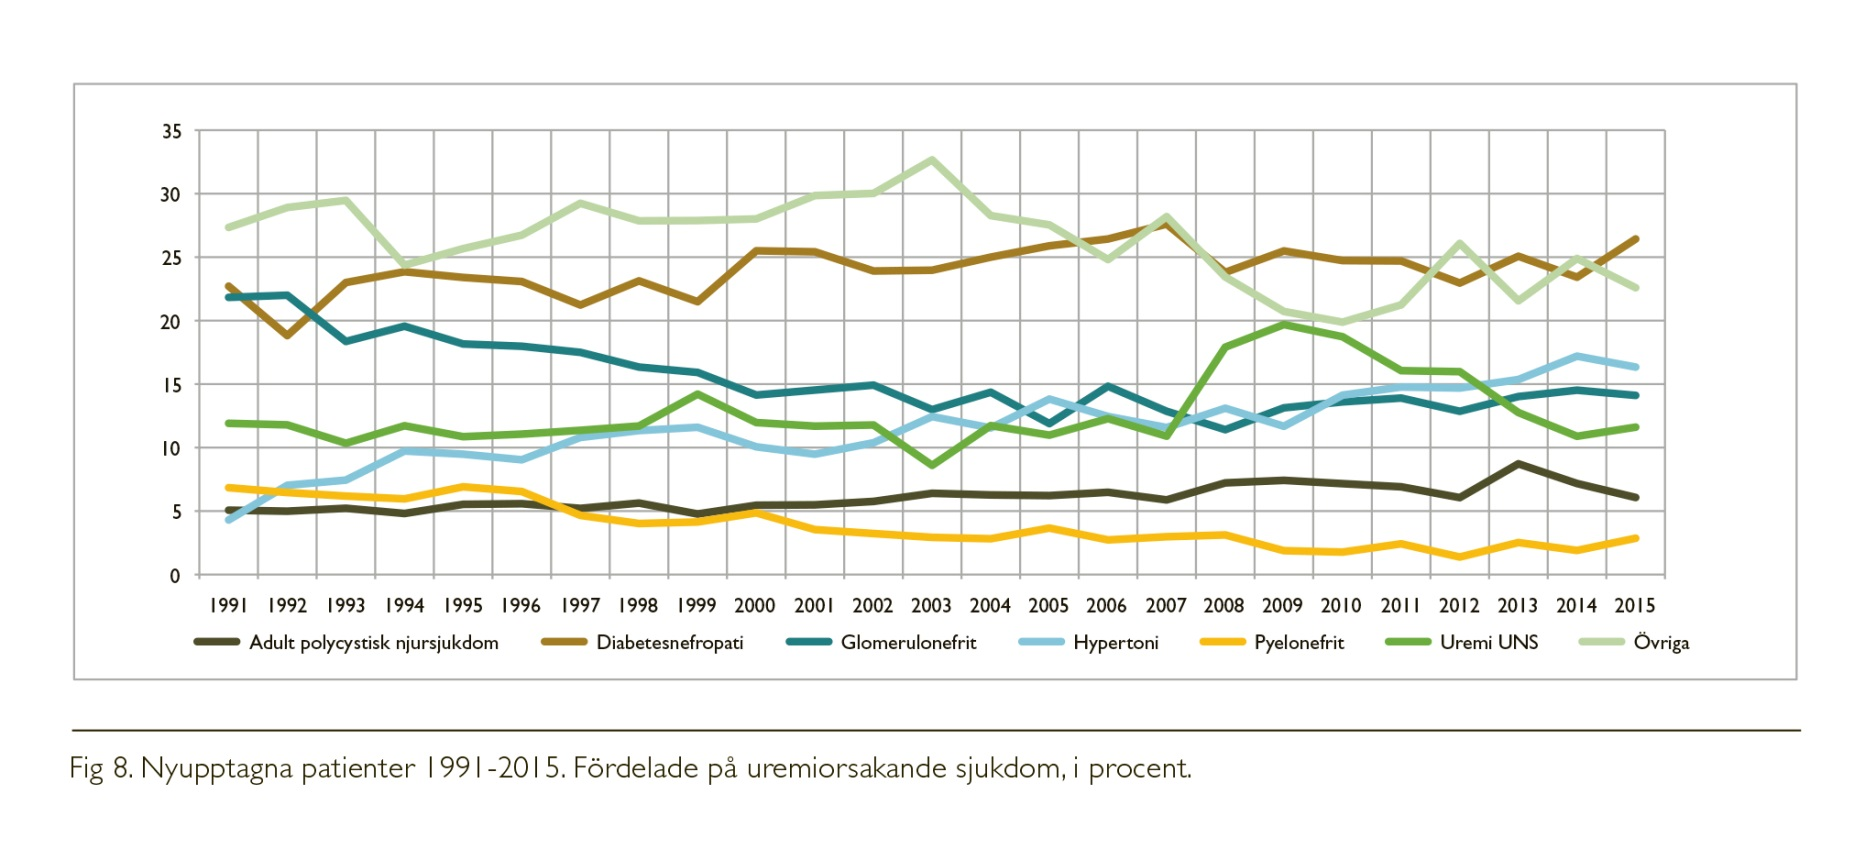 35
30
25
20
15
10
5
0
1991 1992 1993 1994 1995 1996 1997 1998 1999 2000 2001 2002 2003 2004 2005 2006 2007 2008 2009 2010 2011 2012 2013 2014 2015
Adult polycystisk njursjukdom Diabetesnefropati Glomerulonefrit Hypertoni Pyelonefrit Uremi UNS Övriga
Fig 8. Nyupptagna patienter 1991-2015. Fördelade på uremiorsakande sjukdom, i procent.